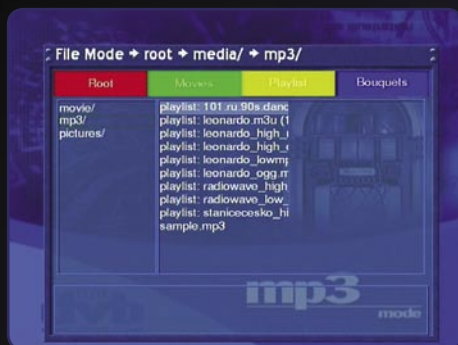 File Mode → root → media/ → mp3/
Root Movies Playlist Bouquets
movie/
mp3/
pictures/
playlist: 101.ru.90s.danc
playlist: leonardo.m3u (1
playlist: leonardo_high_
playlist: leonardo_high_
playlist: leonardo_lowmp
playlist: leonardo_ogg.m
playlist: radiowave_high_
playlist: radiowave_low_
playlist: stanicecesko_hi
sample.mp3
mp3
mode